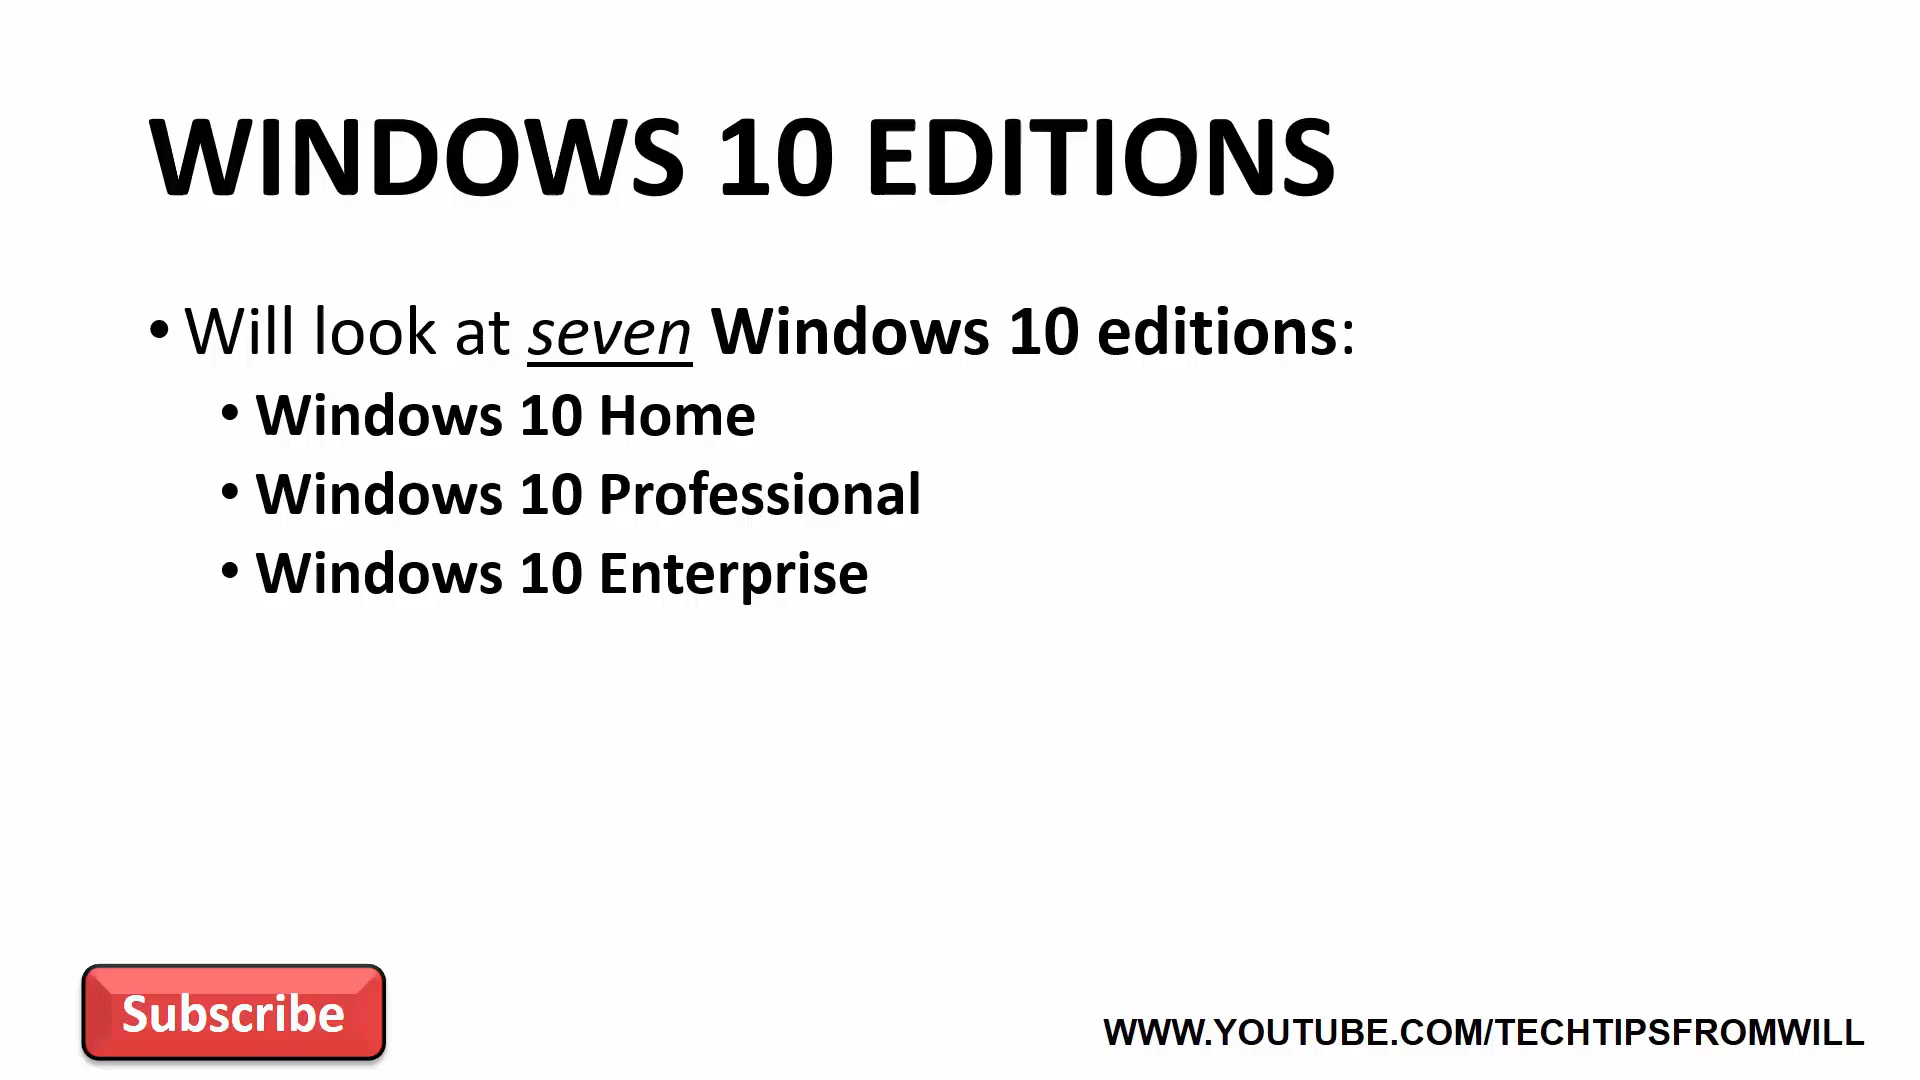 WINDOWS 10 EDITIONS
• Will look at seven Windows 10 editions:
• Windows 10 Home
• Windows 10 Professional
• Windows 10 Enterprise
Subscribe
WWW.YOUTUBE.COM/TECHTIPSFROMWILL